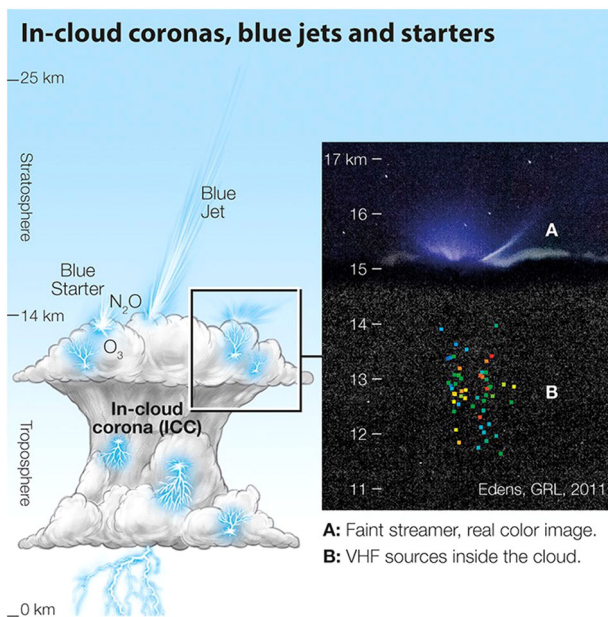 In-cloud coronas, blue jets and starters
25 km
Stratosphere
Blue
Jet
Blue
Starter
N₂O
14 km
O₃
In-cloud
corona (ICC)
Troposphere
0 km
17 km
16
A
15
14
13
B
12
11
Edens, GRL, 2011
A: Faint streamer, real color image.
B: VHF sources inside the cloud.